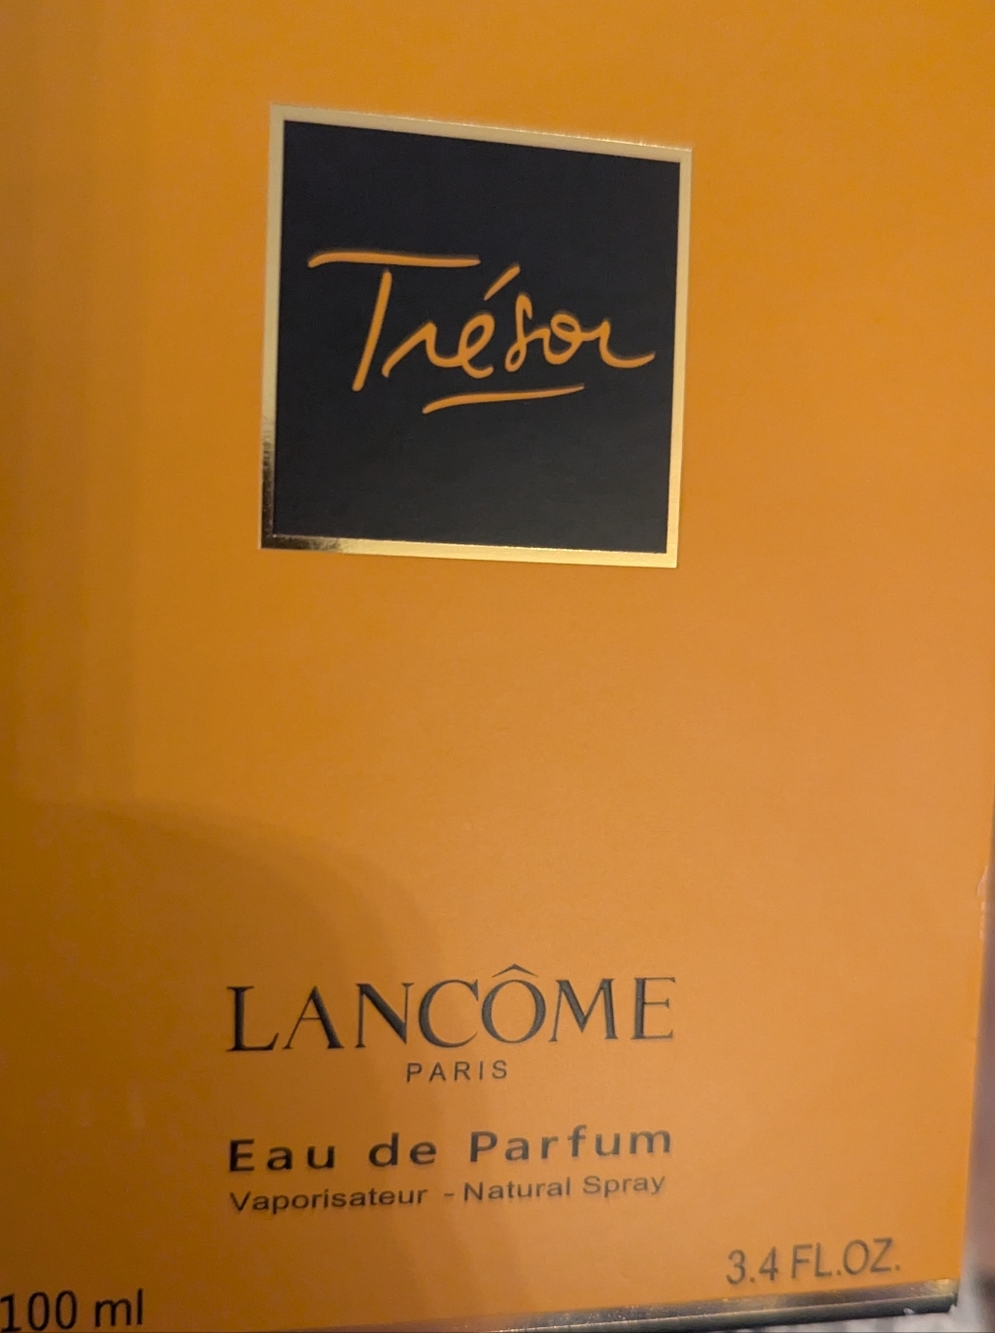 Trésor
LANCÔME
PARIS
Eau de Parfum
Vaporisateur - Natural Spray
3.4 FL.OZ.
100 ml